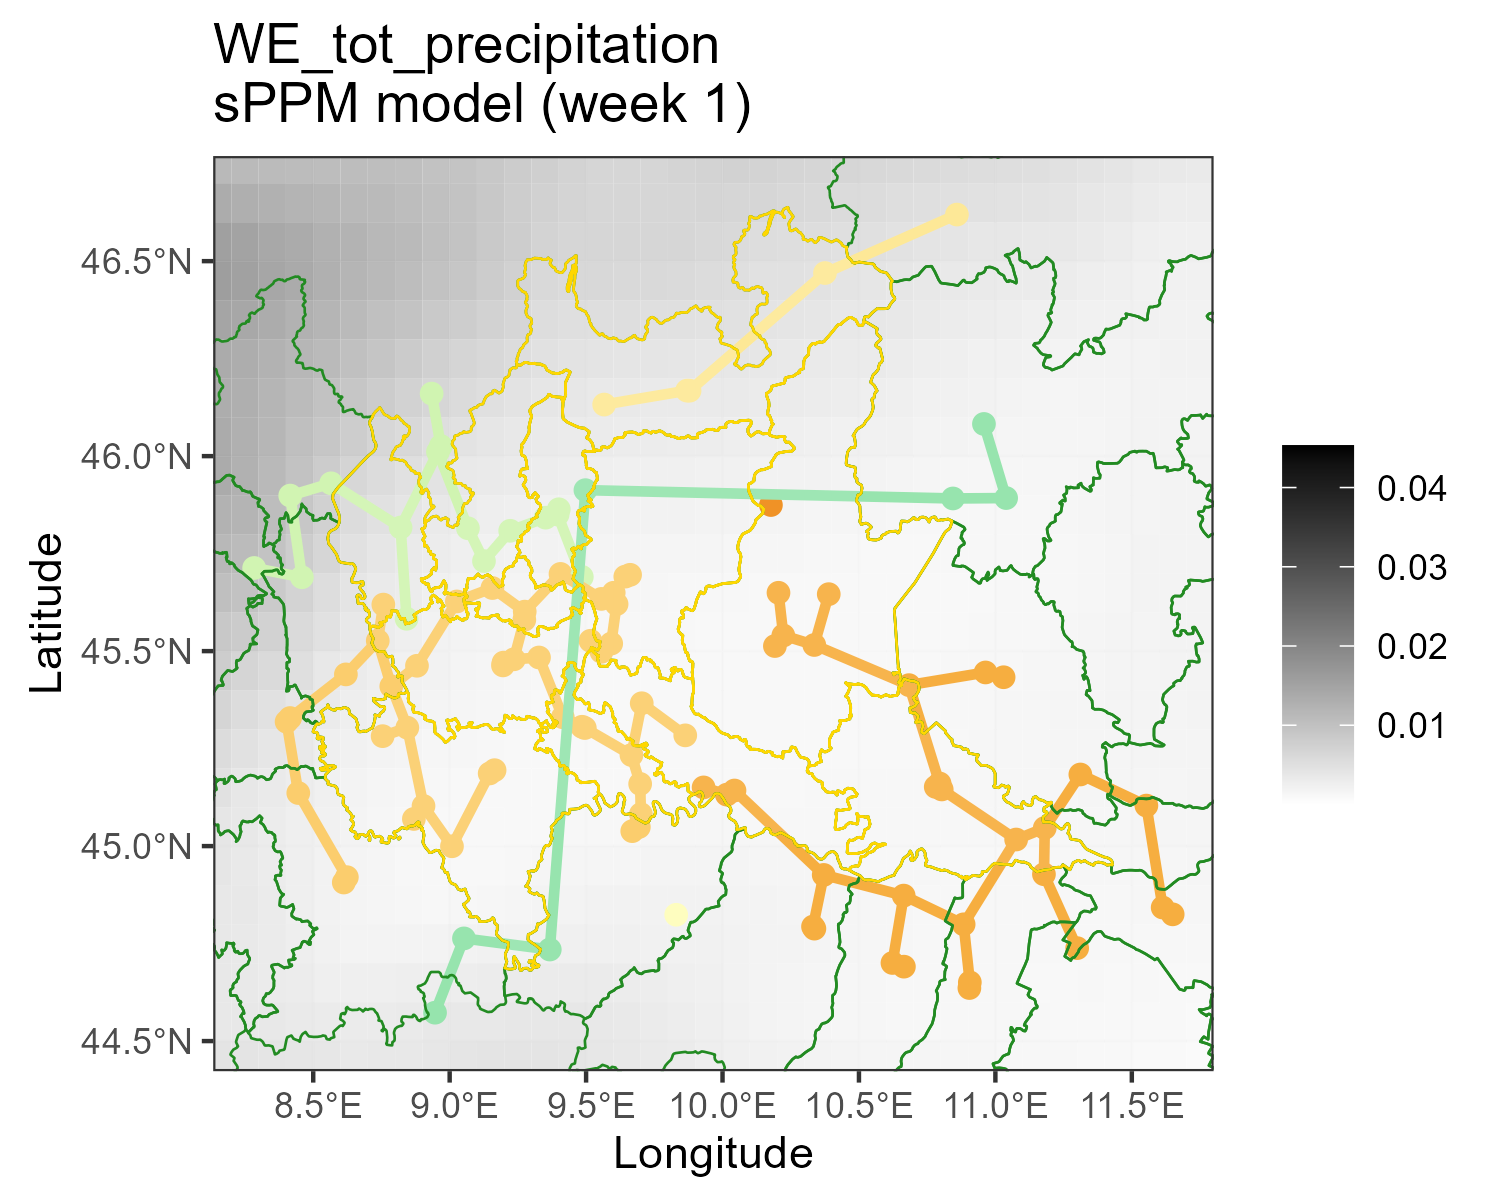 WE_tot_precipitation
sPPM model (week 1)
46.5°N
46.0°N
45.5°N
45.0°N
44.5°N
Latitude
8.5°E
9.0°E
9.5°E
10.0°E
10.5°E
11.0°E
11.5°E
Longitude
0.04
0.03
0.02
0.01